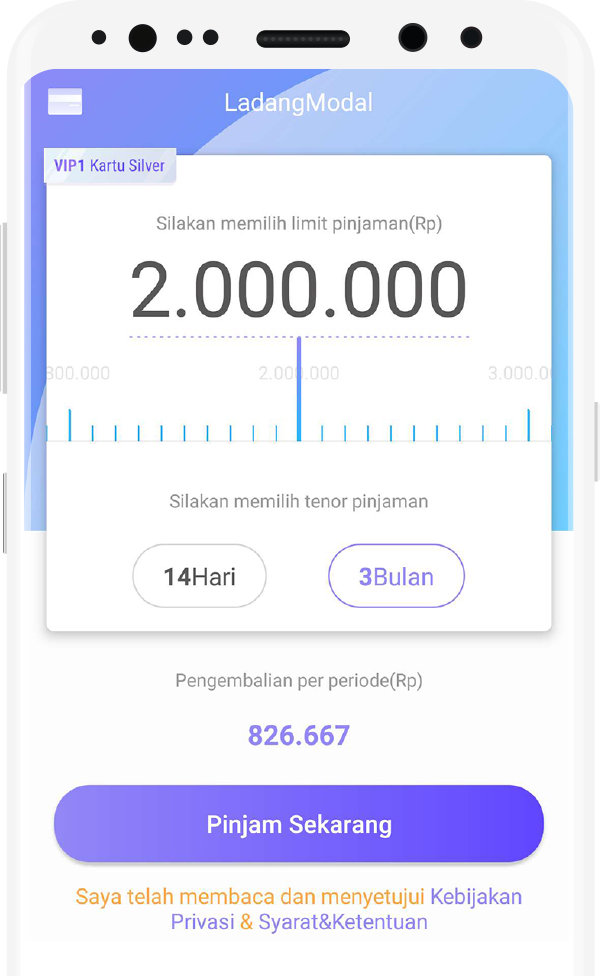 LadangModal
VIP1 Kartu Silver
Silakan memilih limit pinjaman(Rp)
2.000.000
300.000 2.000.000 3.000.00
Silakan memilih tenor pinjaman
14Hari 3Bulan
Pengembalian per periode(Rp)
826.667
Pinjam Sekarang
Saya telah membaca dan menyetujui Kebijakan
Privasi & Syarat&Ketentuan